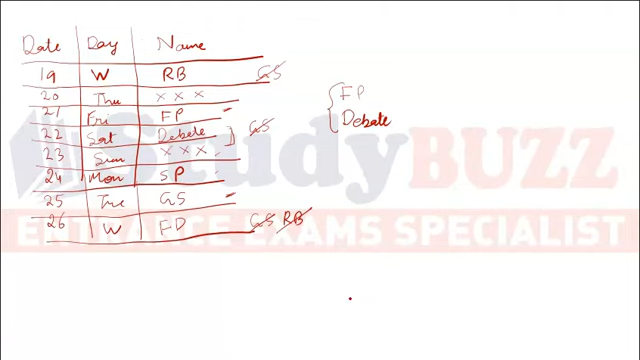 Date Day Name
19 W RB GS
20 Thu × × ×
21 Fri FP
22 Sat Debate GS
23 Sun × × ×
24 Mon SP
25 Tue GS
26 W FD GS RB
{ FP
Debate
StudyBUZZ
ENTRANCE EXAMS SPECIALIST